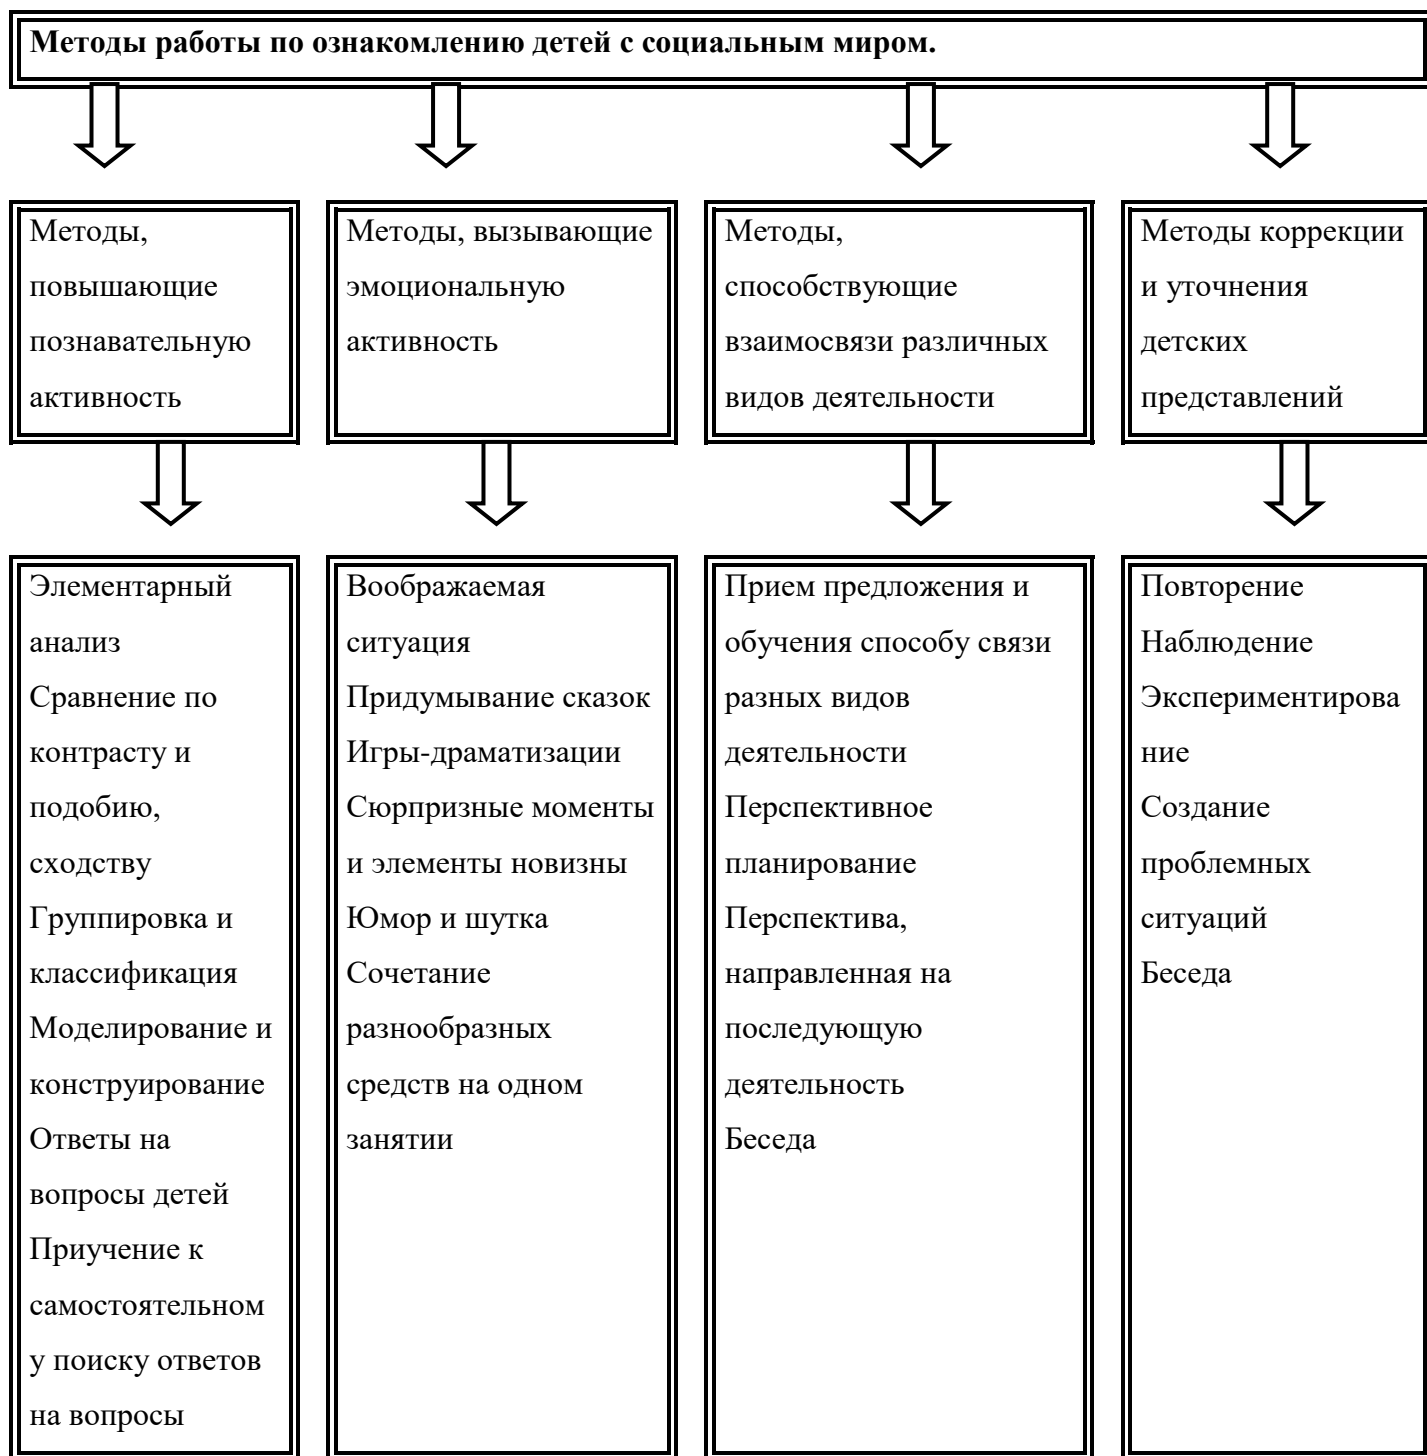 Методы работы по ознакомлению детей с социальным миром.
Методы,
повышающие
познавательную
активность
Методы, вызывающие
эмоциональную
активность
Методы,
способствующие
взаимосвязи различных
видов деятельности
Методы коррекции
и уточнения
детских
представлений
Элементарный
анализ
Сравнение по
контрасту и
подобию,
сходству
Группировка и
классификация
Моделирование и
конструирование
Ответы на
вопросы детей
Приучение к
самостоятельном
у поиску ответов
на вопросы
Воображаемая
ситуация
Придумывание сказок
Игры-драматизации
Сюрпризные моменты
и элементы новизны
Юмор и шутка
Сочетание
разнообразных
средств на одном
занятии
Прием предложения и
обучения способу связи
разных видов
деятельности
Перспективное
планирование
Перспектива,
направленная на
последующую
деятельность
Беседа
Повторение
Наблюдение
Экспериментирова
ние
Создание
проблемных
ситуаций
Беседа